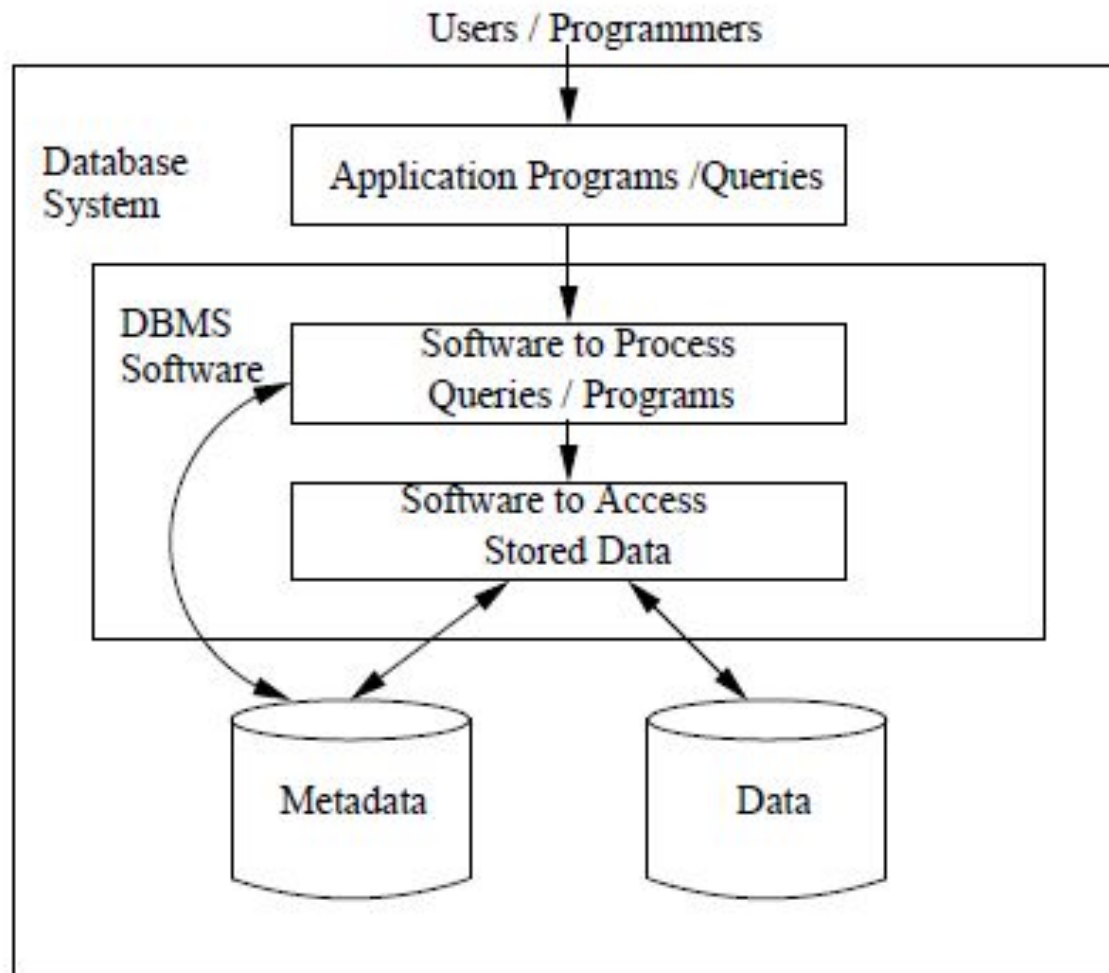 Users / Programmers
Database
System
Application Programs /Queries
DBMS
Software
Software to Process
Queries / Programs
Software to Access
Stored Data
Metadata
Data